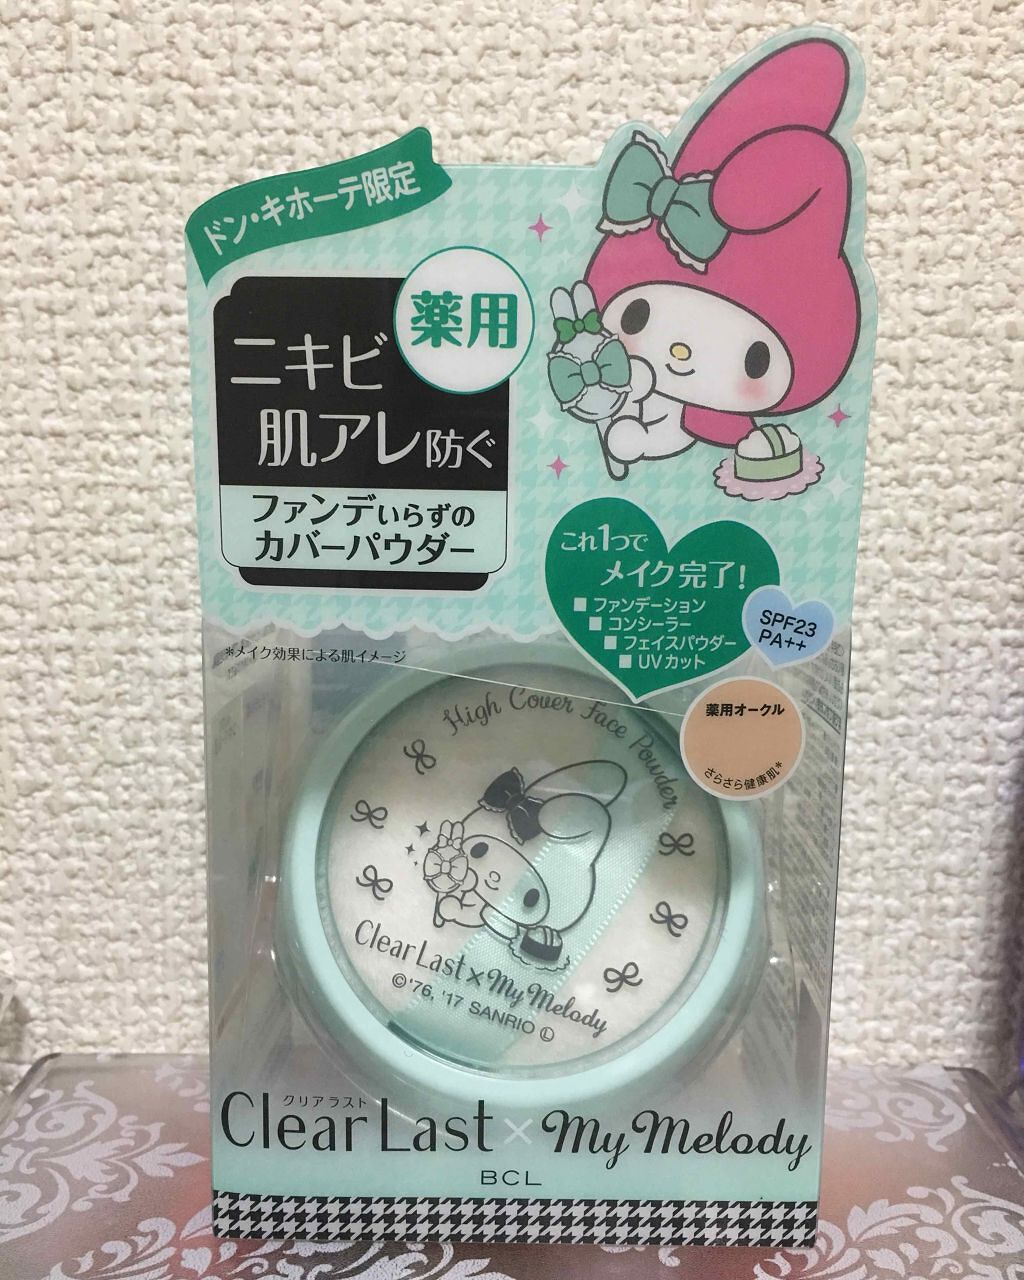 ドン・キホーテ限定
薬用
ニキビ
肌アレ防ぐ
ファンデいらずの
カバーパウダー
これ1つで
メイク完了!
■ファンデーション
■コンシーラー
■フェイスパウダー
■UVカット
SPF23
PA++
*メイク効果による肌イメージ
薬用オークル
さらさら健康肌*
High Cover Face Powder
Clear Last × My Melody
©'76, '17 SANRIO Ⓛ
クリアラスト
Clear Last × My Melody
BCL